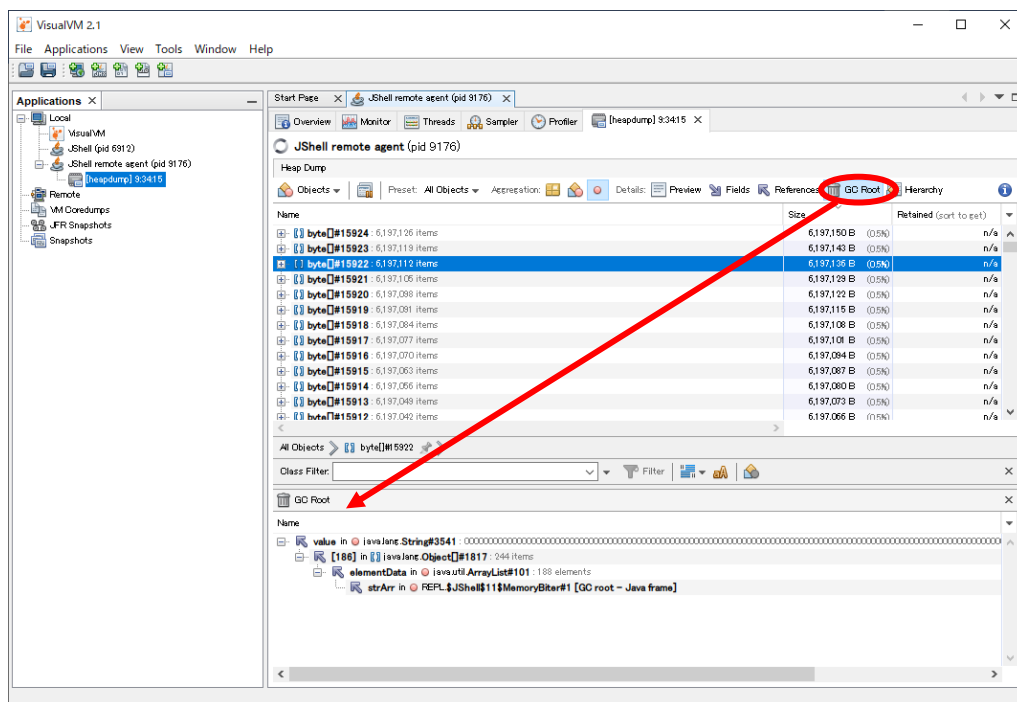 VisualVM 2.1
File Applications View Tools Window Help
Applications
Local
VisualVM
JShell (pid 6912)
JShell remote agent (pid 9176)
[heapdump] 9:34:15
Remote
VM Coredumps
JFR Snapshots
Snapshots
Start Page JShell remote agent (pid 9176)
Overview Monitor Threads Sampler Profiler [heapdump] 9:34:15
JShell remote agent (pid 9176)
Heap Dump
Objects Preset: All Objects Aggregation: Details: Preview Fields References GC Root Hierarchy
Name Size Retained (sort to get)
byte[]#15924 : 6,197,126 items 6,197,150 B (0.5%) n/a
byte[]#15923 : 6,197,119 items 6,197,143 B (0.5%) n/a
byte[]#15922 : 6,197,112 items 6,197,136 B (0.5%) n/a
byte[]#15921 : 6,197,105 items 6,197,129 B (0.5%) n/a
byte[]#15920 : 6,197,098 items 6,197,122 B (0.5%) n/a
byte[]#15919 : 6,197,091 items 6,197,115 B (0.5%) n/a
byte[]#15918 : 6,197,084 items 6,197,108 B (0.5%) n/a
byte[]#15917 : 6,197,077 items 6,197,101 B (0.5%) n/a
byte[]#15916 : 6,197,070 items 6,197,094 B (0.5%) n/a
byte[]#15915 : 6,197,063 items 6,197,087 B (0.5%) n/a
byte[]#15914 : 6,197,056 items 6,197,080 B (0.5%) n/a
byte[]#15913 : 6,197,049 items 6,197,073 B (0.5%) n/a
byte[]#15912 : 6,197,042 items 6,197,066 B (0.5%) n/a
All Objects byte[]#15922
Class Filter: Filter
GC Root
Name
value in java.lang.String#3541 :
[186] in java.lang.Object[]#1817 : 244 items
elementData in java.util.ArrayList#101 : 188 elements
strArr in REPL.$JShell$11$MemoryBiter#1 [GC root - Java frame]